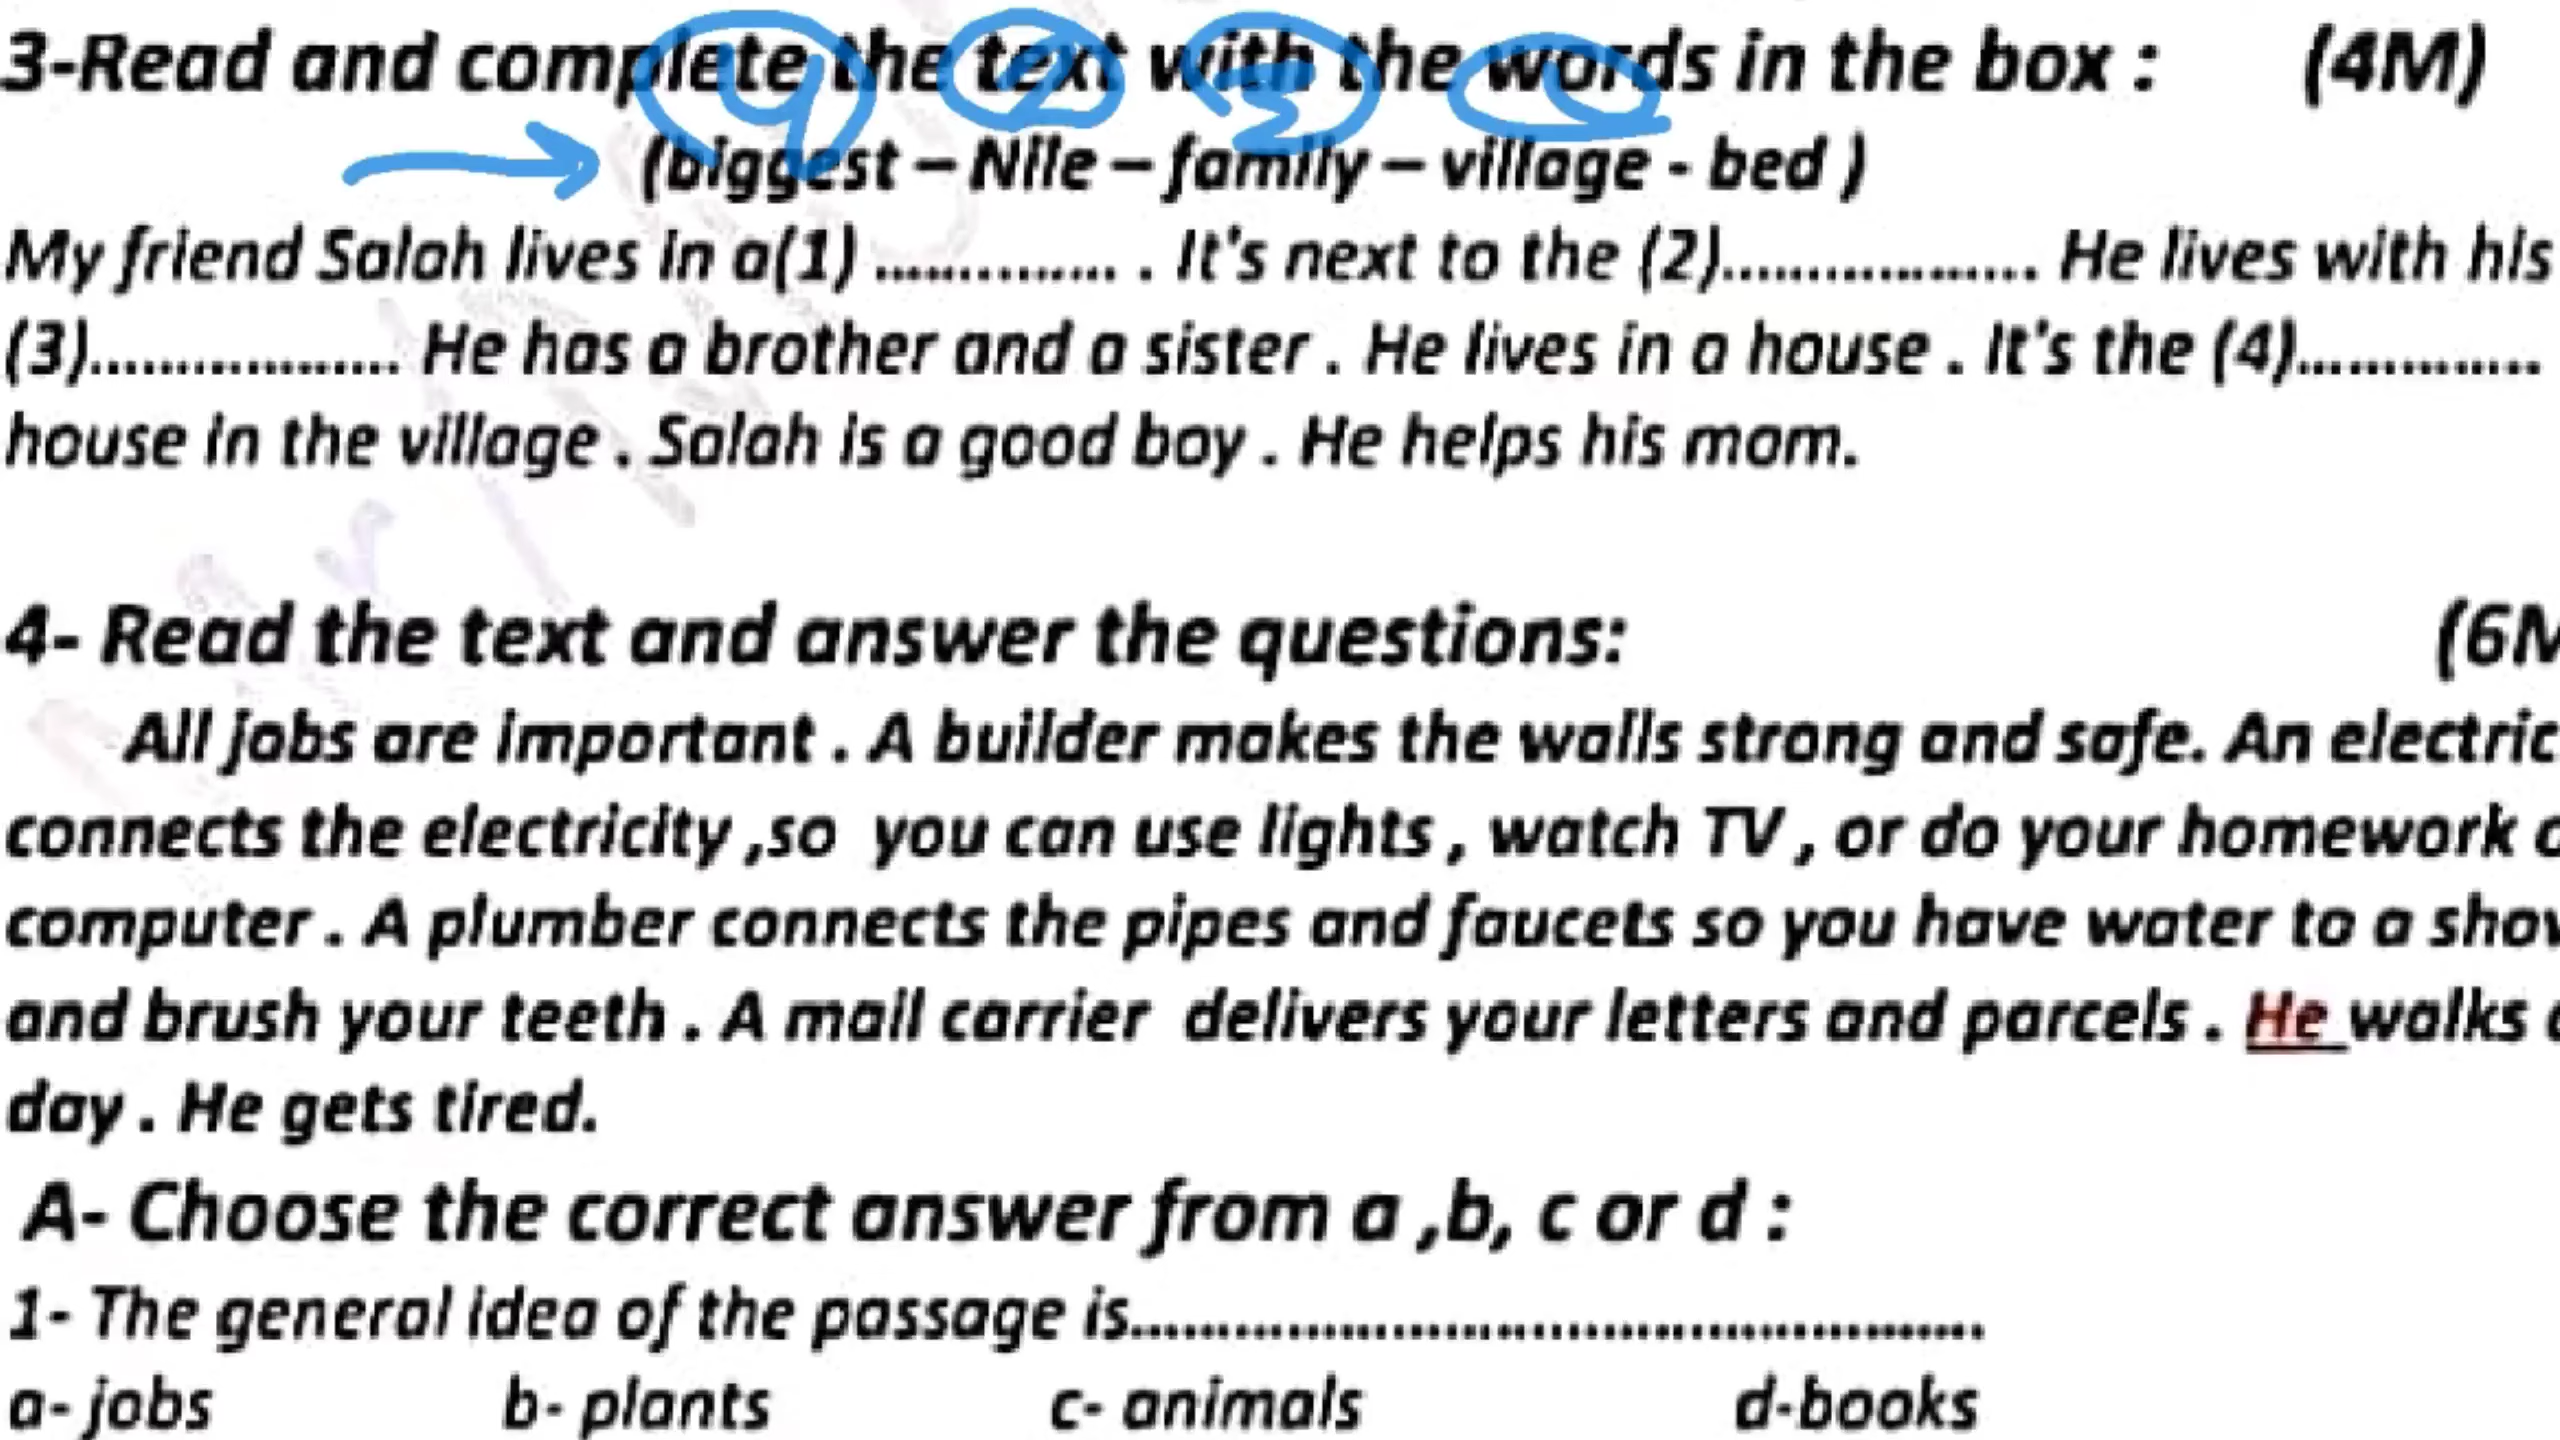 3-Read and complete the text with the words in the box : (4M)
4 2 3 1
(biggest – Nile – family – village - bed )
My friend Salah lives in a(1) .............. . It's next to the (2)................... He lives with his
(3)................... He has a brother and a sister . He lives in a house . It's the (4)..............
house in the village . Salah is a good boy . He helps his mom.
4- Read the text and answer the questions: (6M
All jobs are important . A builder makes the walls strong and safe. An electric
connects the electricity ,so you can use lights , watch TV , or do your homework o
computer . A plumber connects the pipes and faucets so you have water to a show
and brush your teeth . A mail carrier delivers your letters and parcels . He walks a
day . He gets tired.
A- Choose the correct answer from a ,b, c or d :
1- The general idea of the passage is....................................................
a- jobs b- plants c- animals d-books